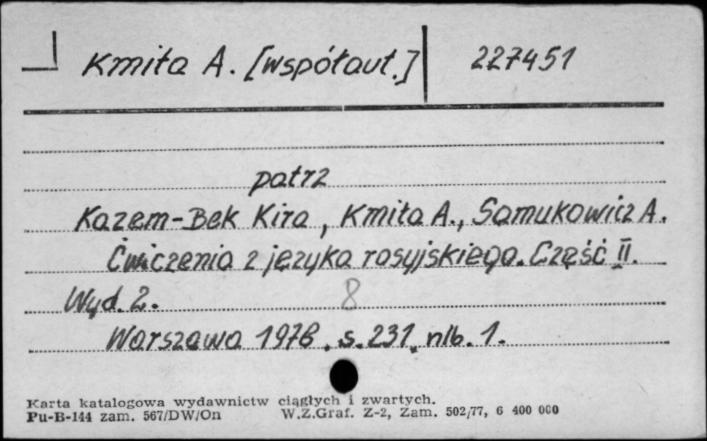 Kmita A. [współaut.] 227451
patrz
Kazem-Bek Kira, Kmita A., Samukowicz A.
Ćwiczenia z języka rosyjskiego. Część II.
Wyd. 2.
8
Warszawa 1978. s. 231, nlb. 1.
Karta katalogowa wydawnictw ciągłych i zwartych.
Pu-B-144 zam. 567/DW/On W.Z.Graf. Z-2, Zam. 502/77, 6 400 000